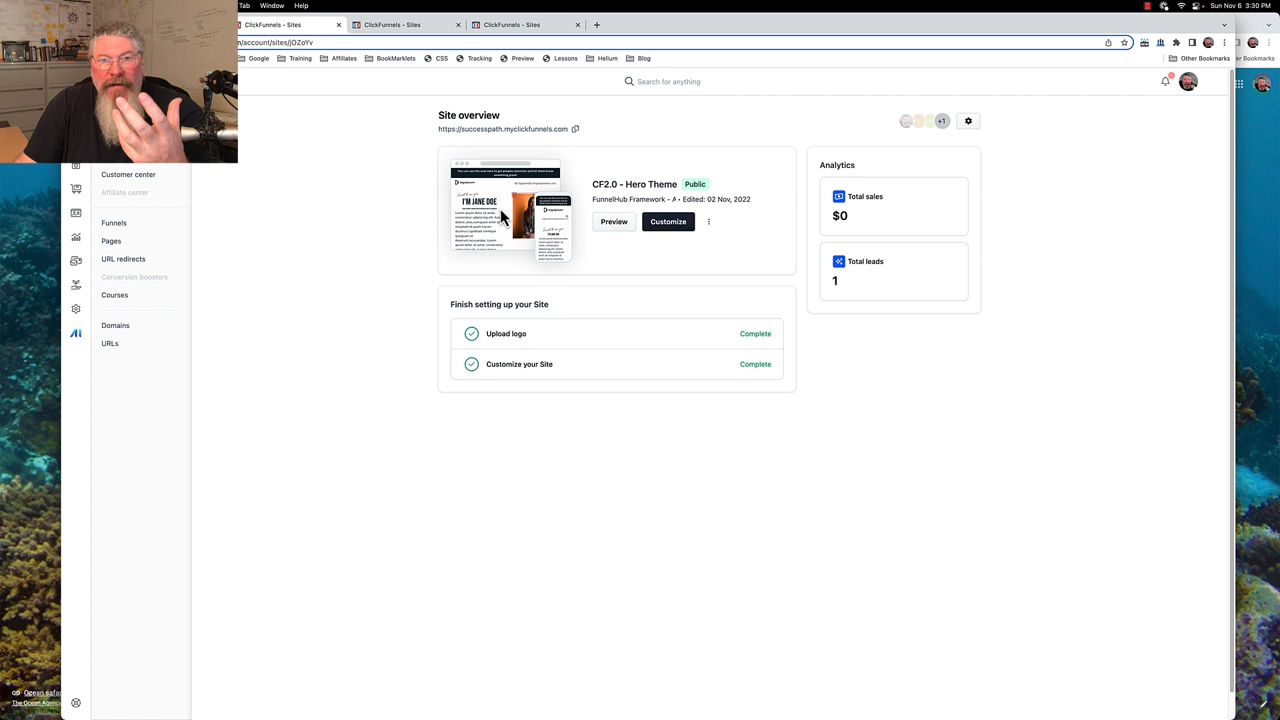 Tab Window Help
Sun Nov 6 3:30 PM
ClickFunnels - Sites
ClickFunnels - Sites
ClickFunnels - Sites
n/account/sites/jOZoYv
Google Training Affiliates BookMarklets CSS Tracking Preview Lessons Helium Blog Other Bookmarks
er Bookmarks
Search for anything
Site overview
https://successpath.myclickfunnels.com
+1
Customer center
Affiliate center
Funnels
Pages
URL redirects
Conversion boosters
Courses
Domains
URLs
I'M JANE DOE
CF2.0 - Hero Theme Public
FunnelHub Framework - A • Edited: 02 Nov, 2022
Preview Customize
Analytics
Total sales
$0
Total leads
1
Finish setting up your Site
Upload logo Complete
Customize your Site Complete
Ocean safa
The Ocean Agency